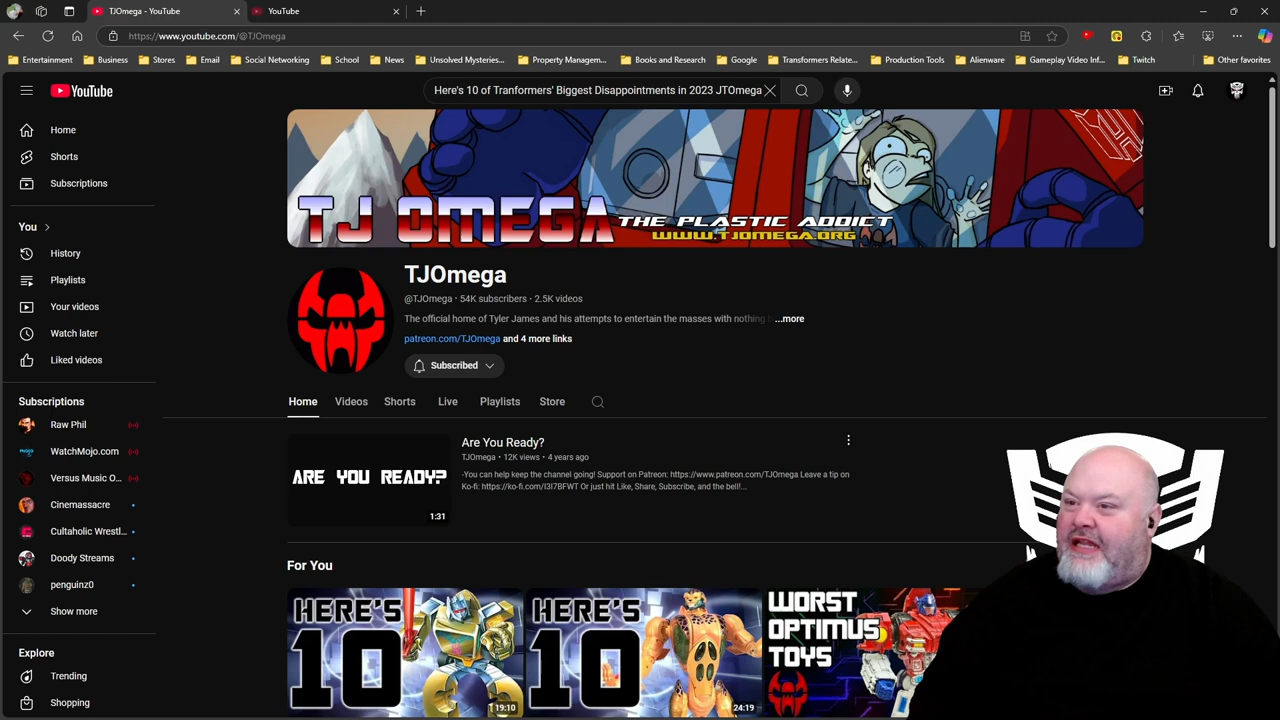 TJOmega - YouTube
YouTube
https://www.youtube.com/@TJOmega
Entertainment
Business
Stores
Email
Social Networking
School
News
Unsolved Mysteries...
Property Managem...
Books and Research
Google
Transformers Relate...
Production Tools
Alienware
Gameplay Video Inf...
Twitch
Other favorites
YouTube
Here's 10 of Tranformers' Biggest Disappointments in 2023 JTOmega
Home
Shorts
Subscriptions
You
History
Playlists
Your videos
Watch later
Liked videos
Subscriptions
Raw Phil
WatchMojo.com
Versus Music O...
Cinemassacre
Cultaholic Wrestl...
Doody Streams
penguinz0
Show more
Explore
Trending
Shopping
TJ OMEGA
THE PLASTIC ADDICT
WWW.TJOMEGA.ORG
TJOmega
@TJOmega · 54K subscribers · 2.5K videos
The official home of Tyler James and his attempts to entertain the masses with nothing ...more
patreon.com/TJOmega and 4 more links
Subscribed
Home
Videos
Shorts
Live
Playlists
Store
ARE YOU READY?
1:31
Are You Ready?
TJOmega · 12K views · 4 years ago
-You can help keep the channel going! Support on Patreon: https://www.patreon.com/TJOmega Leave a tip on
Ko-fi: https://ko-fi.com/I3I7BFWT Or just hit Like, Share, Subscribe, and the bell!...
For You
HERE'S
10
19:10
HERE'S
10
24:19
WORST
OPTIMUS
TOYS